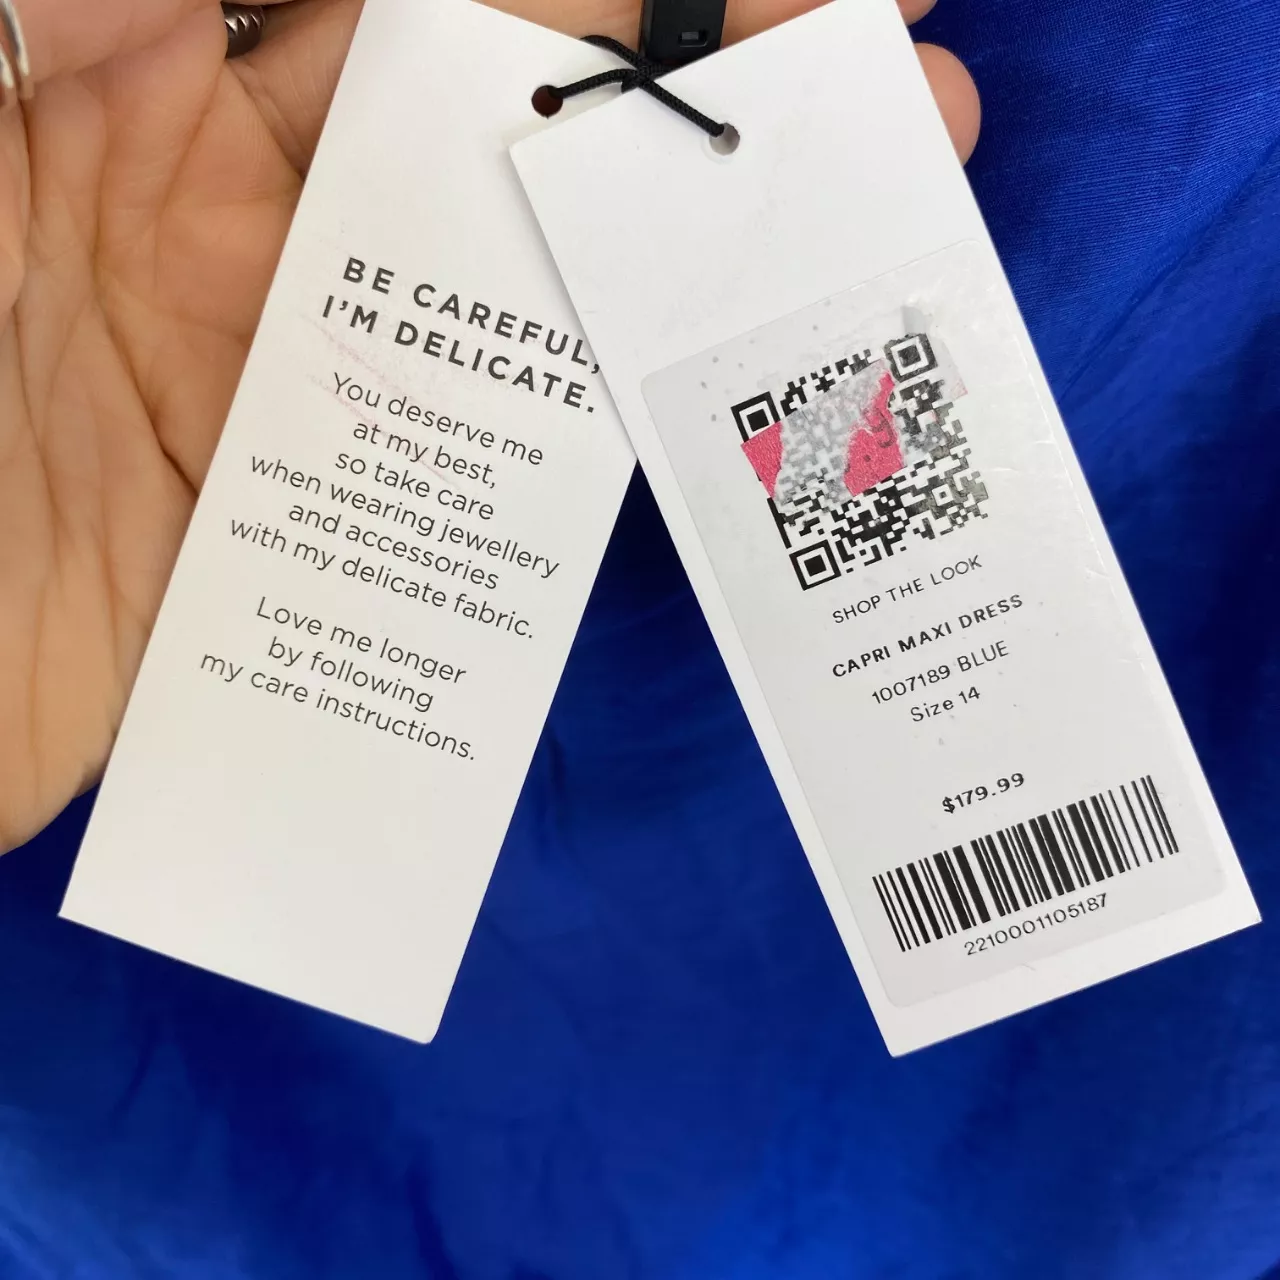 BE CAREFUL,
I'M DELICATE.
You deserve me
at my best,
so take care
when wearing jewellery
and accessories
with my delicate fabric.
Love me longer
by following
my care instructions.
SHOP THE LOOK
CAPRI MAXI DRESS
1007189 BLUE
Size 14
$179.99
2210001105187